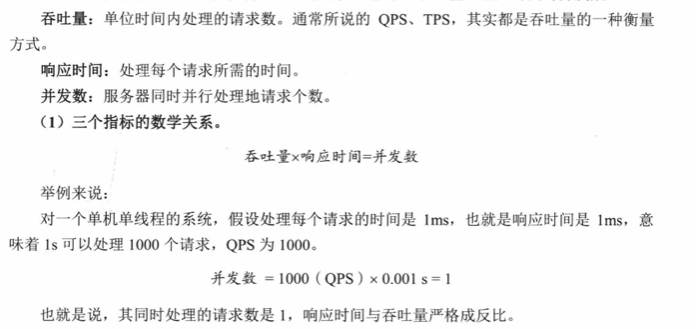 吞吐量：单位时间内处理的请求数。通常所说的 QPS、TPS，其实都是吞吐量的一种衡量
方式。
响应时间：处理每个请求所需的时间。
并发数：服务器同时并行处理地请求个数。
（1）三个指标的数学关系。
吞吐量×响应时间=并发数
举例来说：
对一个单机单线程的系统，假设处理每个请求的时间是 1ms，也就是响应时间是 1ms，意
味着 1s 可以处理 1000 个请求，QPS 为 1000。
并发数 = 1000（QPS）× 0.001 s = 1
也就是说，其同时处理的请求数是 1，响应时间与吞吐量严格成反比。